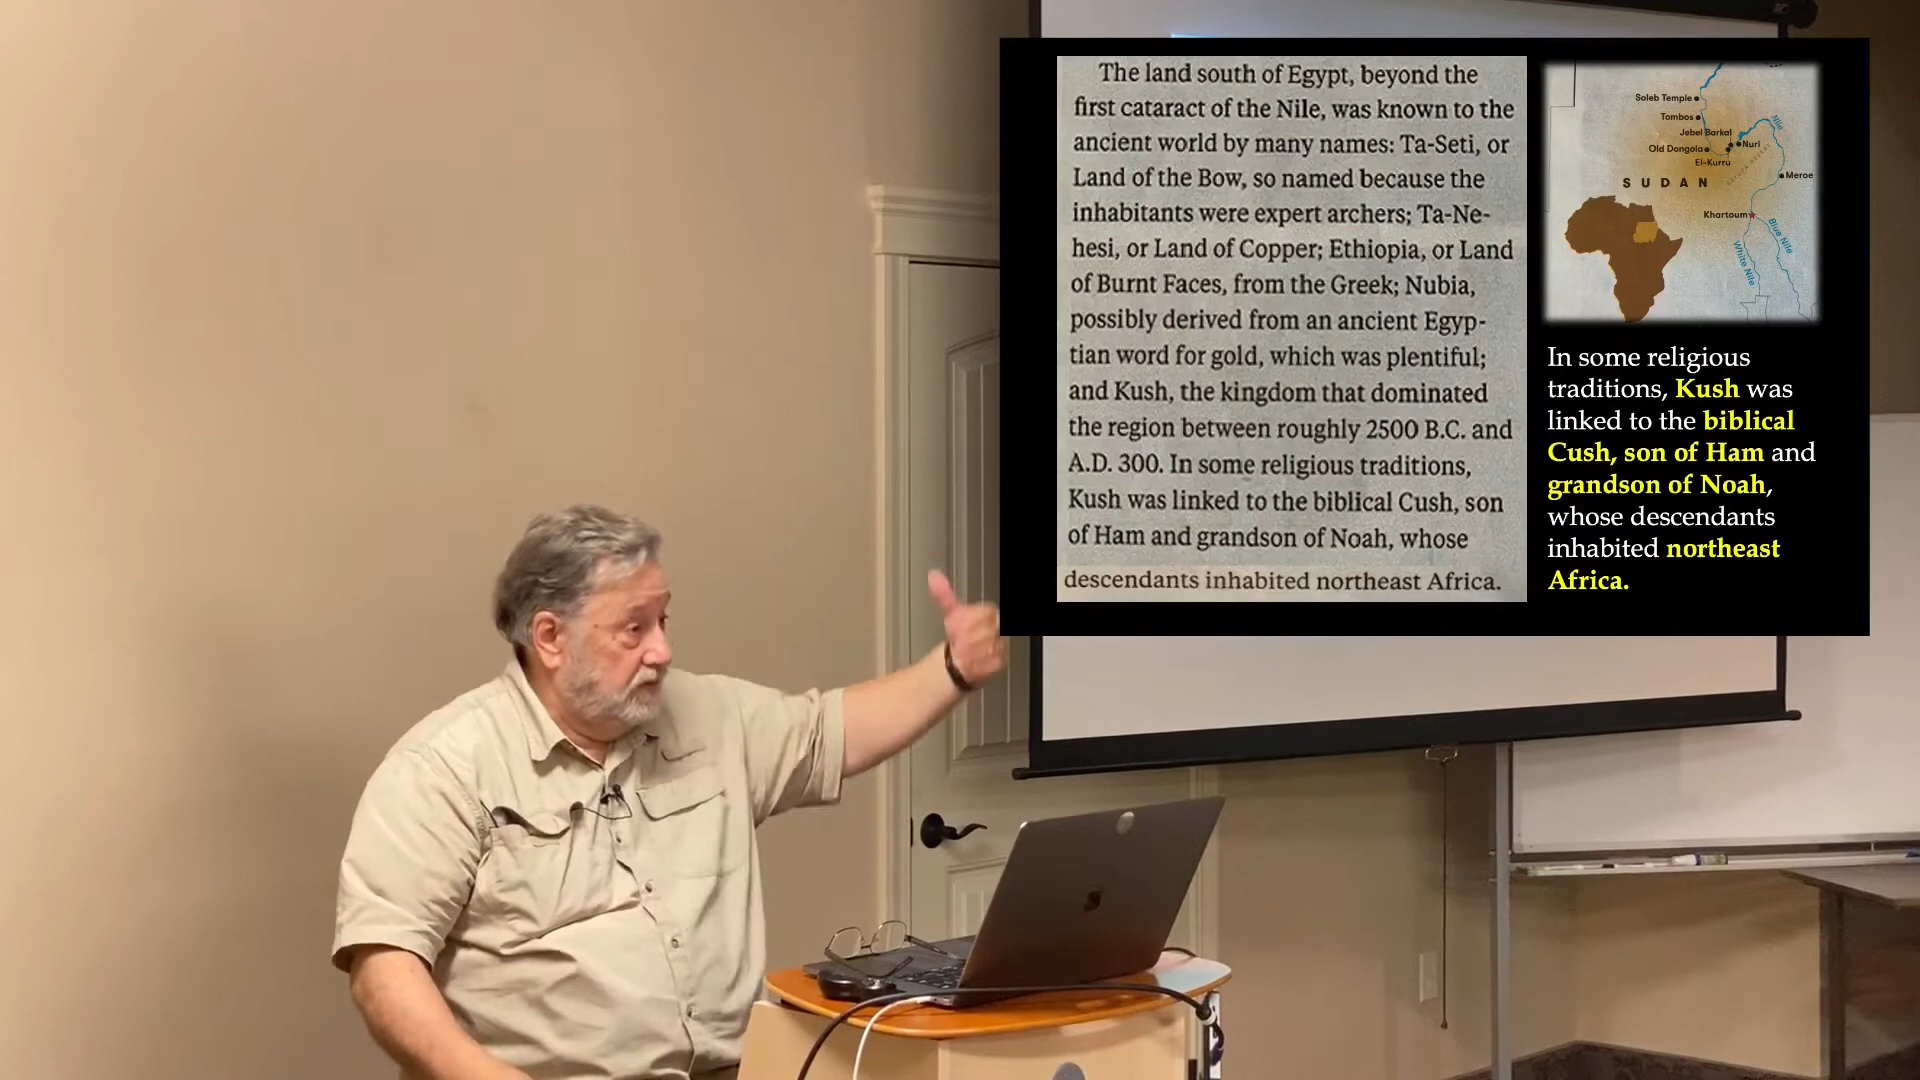 The land south of Egypt, beyond the
first cataract of the Nile, was known to the
ancient world by many names: Ta-Seti, or
Land of the Bow, so named because the
inhabitants were expert archers; Ta-Ne-
hesi, or Land of Copper; Ethiopia, or Land
of Burnt Faces, from the Greek; Nubia,
possibly derived from an ancient Egyp-
tian word for gold, which was plentiful;
and Kush, the kingdom that dominated
the region between roughly 2500 B.C. and
A.D. 300. In some religious traditions,
Kush was linked to the biblical Cush, son
of Ham and grandson of Noah, whose
descendants inhabited northeast Africa.
Soleb Temple
Tombos
Jebel Barkal
Nile
Old Dongola
Nuri
El-Kurru
Meroe
SUDAN
Khartoum
Blue Nile
White Nile
In some religious
traditions, Kush was
linked to the biblical
Cush, son of Ham and
grandson of Noah,
whose descendants
inhabited northeast
Africa.